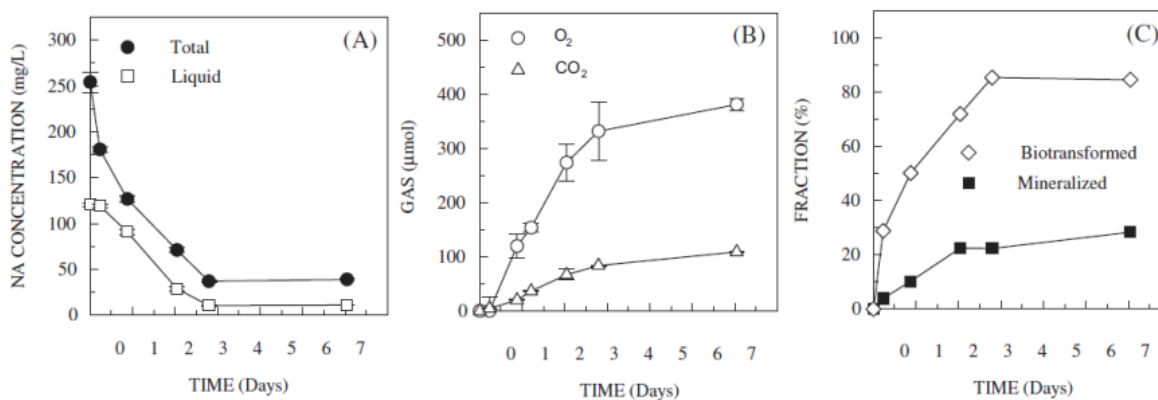 (A)
Total
Liquid
NA CONCENTRATION (mg/L)
300
250
200
150
100
50
0
0 1 2 3 4 5 6 7
TIME (Days)
(B)
O₂
CO₂
GAS (µmol)
500
400
300
200
100
0
0 1 2 3 4 5 6 7
TIME (Days)
(C)
Biotransformed
Mineralized
FRACTION (%)
100
80
60
40
20
0
0 1 2 3 4 5 6 7
TIME (Days)